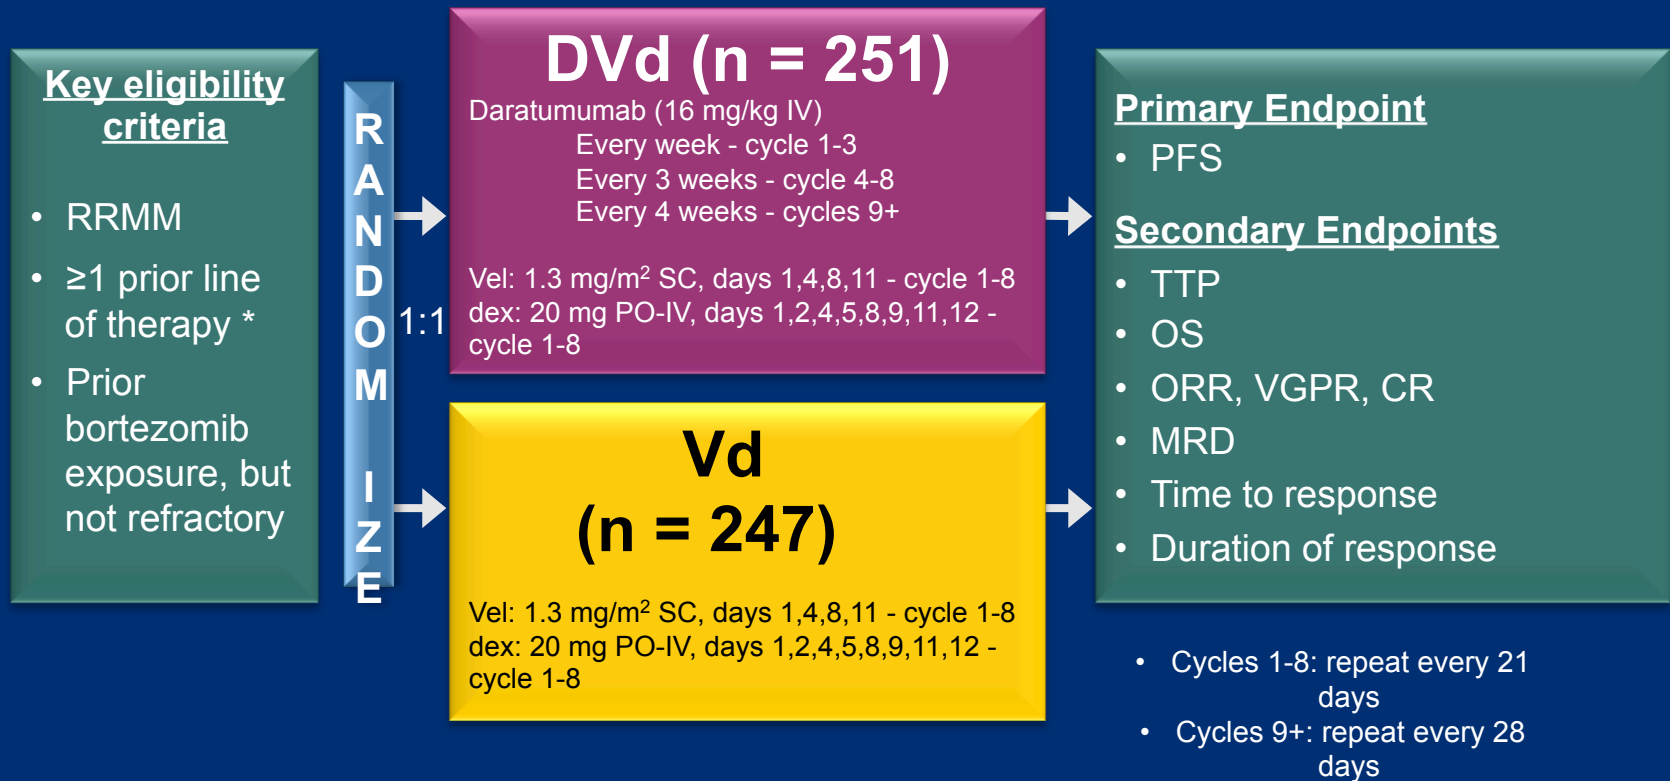 Key eligibility
criteria
• RRMM
• ≥1 prior line
of therapy *
• Prior
bortezomib
exposure, but
not refractory
R
A
N
D
O
M
I
Z
E
1:1
DVd (n = 251)
Daratumumab (16 mg/kg IV)
Every week - cycle 1-3
Every 3 weeks - cycle 4-8
Every 4 weeks - cycles 9+
Vel: 1.3 mg/m² SC, days 1,4,8,11 - cycle 1-8
dex: 20 mg PO-IV, days 1,2,4,5,8,9,11,12 -
cycle 1-8
Vd
(n = 247)
Vel: 1.3 mg/m² SC, days 1,4,8,11 - cycle 1-8
dex: 20 mg PO-IV, days 1,2,4,5,8,9,11,12 -
cycle 1-8
Primary Endpoint
• PFS
Secondary Endpoints
• TTP
• OS
• ORR, VGPR, CR
• MRD
• Time to response
• Duration of response
• Cycles 1-8: repeat every 21
days
• Cycles 9+: repeat every 28
days